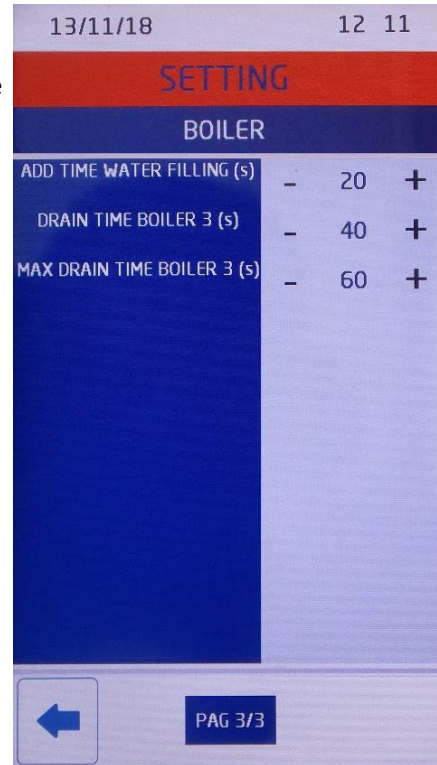 13/11/18 12 11
SETTING
BOILER
ADD TIME WATER FILLING (s) - 20 +
DRAIN TIME BOILER 3 (s) - 40 +
MAX DRAIN TIME BOILER 3 (s) - 60 +
PAG 3/3